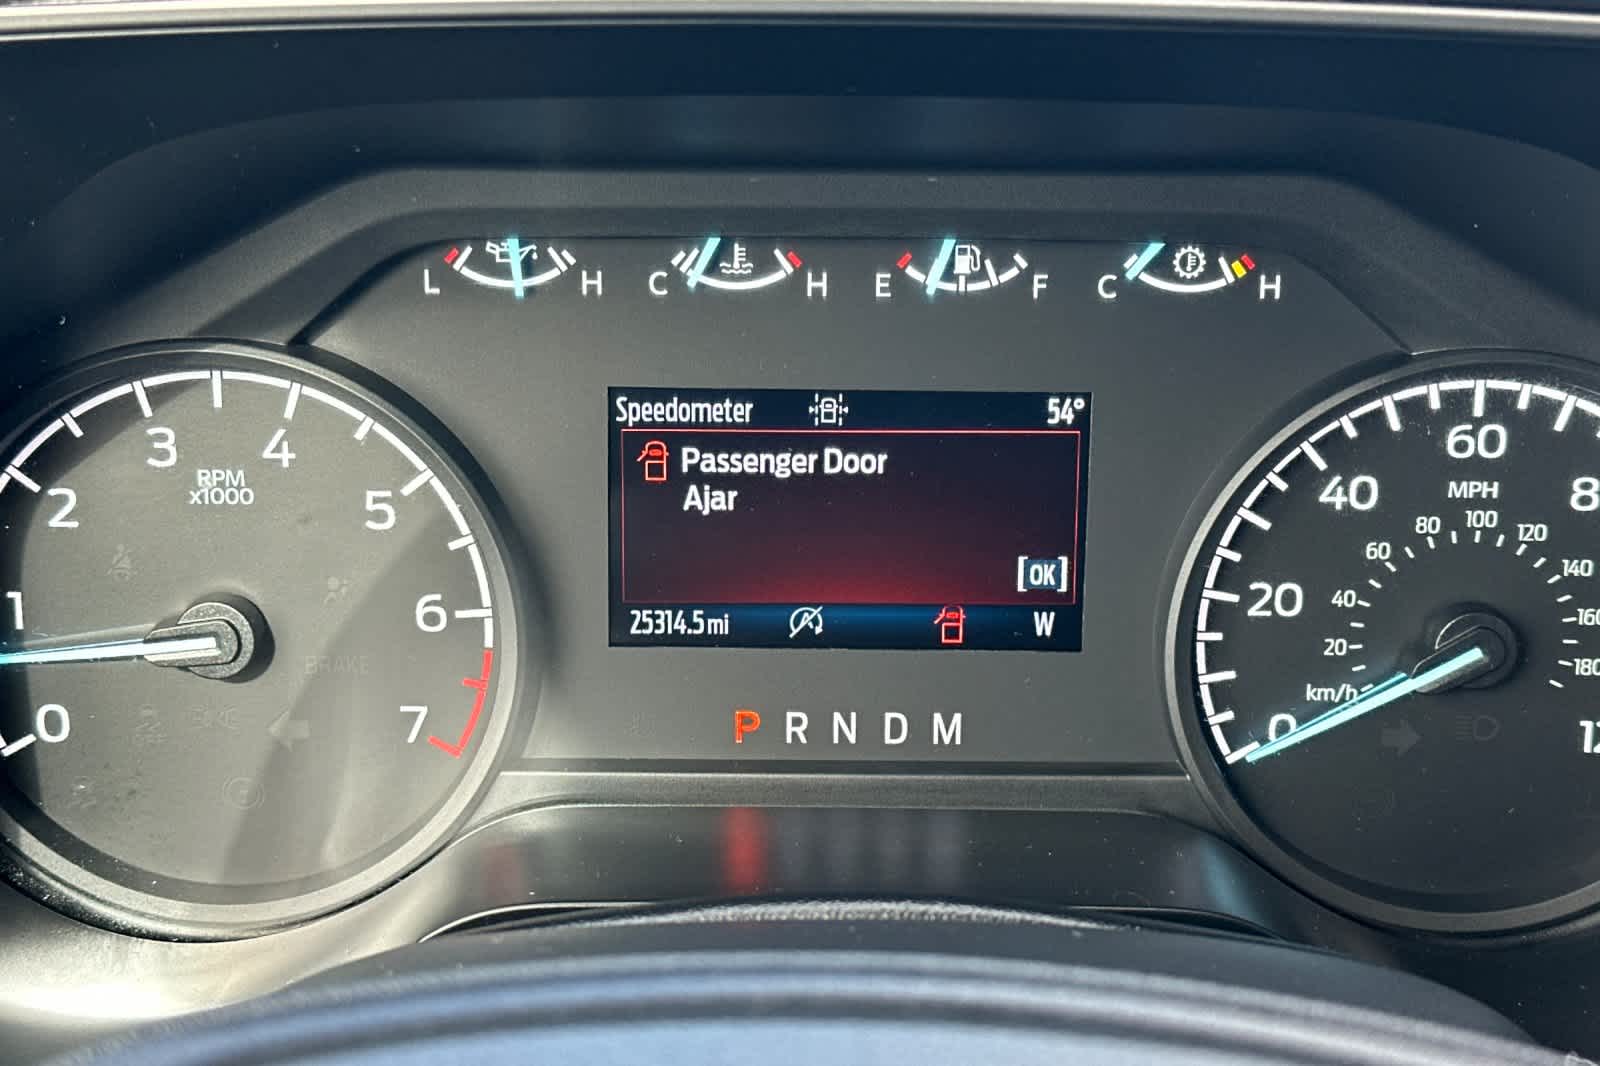 L H C H E F C H
Speedometer 54°
Passenger Door
Ajar
[OK]
25314.5mi W
P R N D M
0 1 2 3 4 5 6 7
RPM
x1000
BRAKE
0 20 40 60 8
MPH
20 40 60 80 100 120 140 160 180
km/h